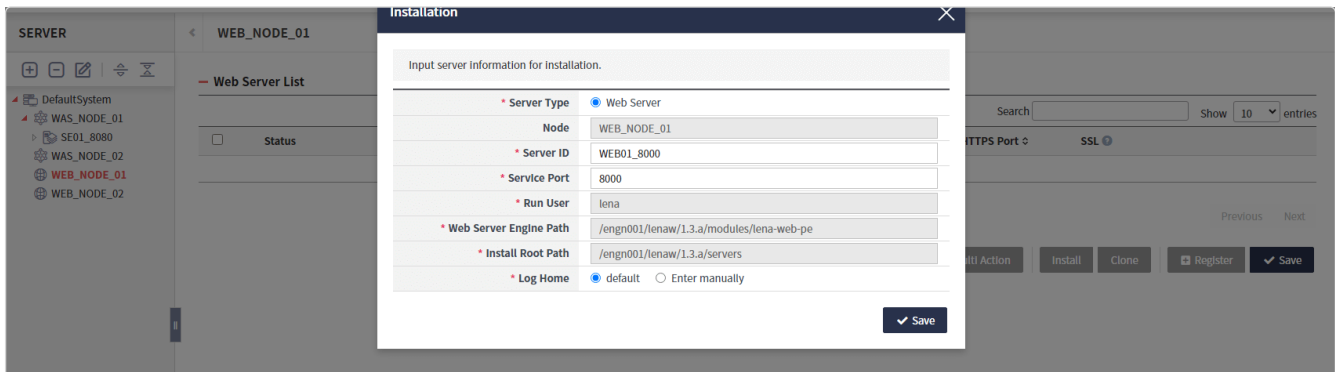 SERVER
DefaultSystem
WAS_NODE_01
SE01_8080
WAS_NODE_02
WEB_NODE_01
WEB_NODE_02
WEB_NODE_01
Web Server List
Search
Show 10 entries
Status
HTTPS Port
SSL
Previous Next
Action
Install
Clone
Register
Save
Installation
Input server information for installation.
* Server Type Web Server
Node WEB_NODE_01
* Server ID WEB01_8000
* Service Port 8000
* Run User lena
* Web Server Engine Path /engn001/lenaw/1.3.a/modules/lena-web-pe
* Install Root Path /engn001/lenaw/1.3.a/servers
* Log Home default Enter manually
Save